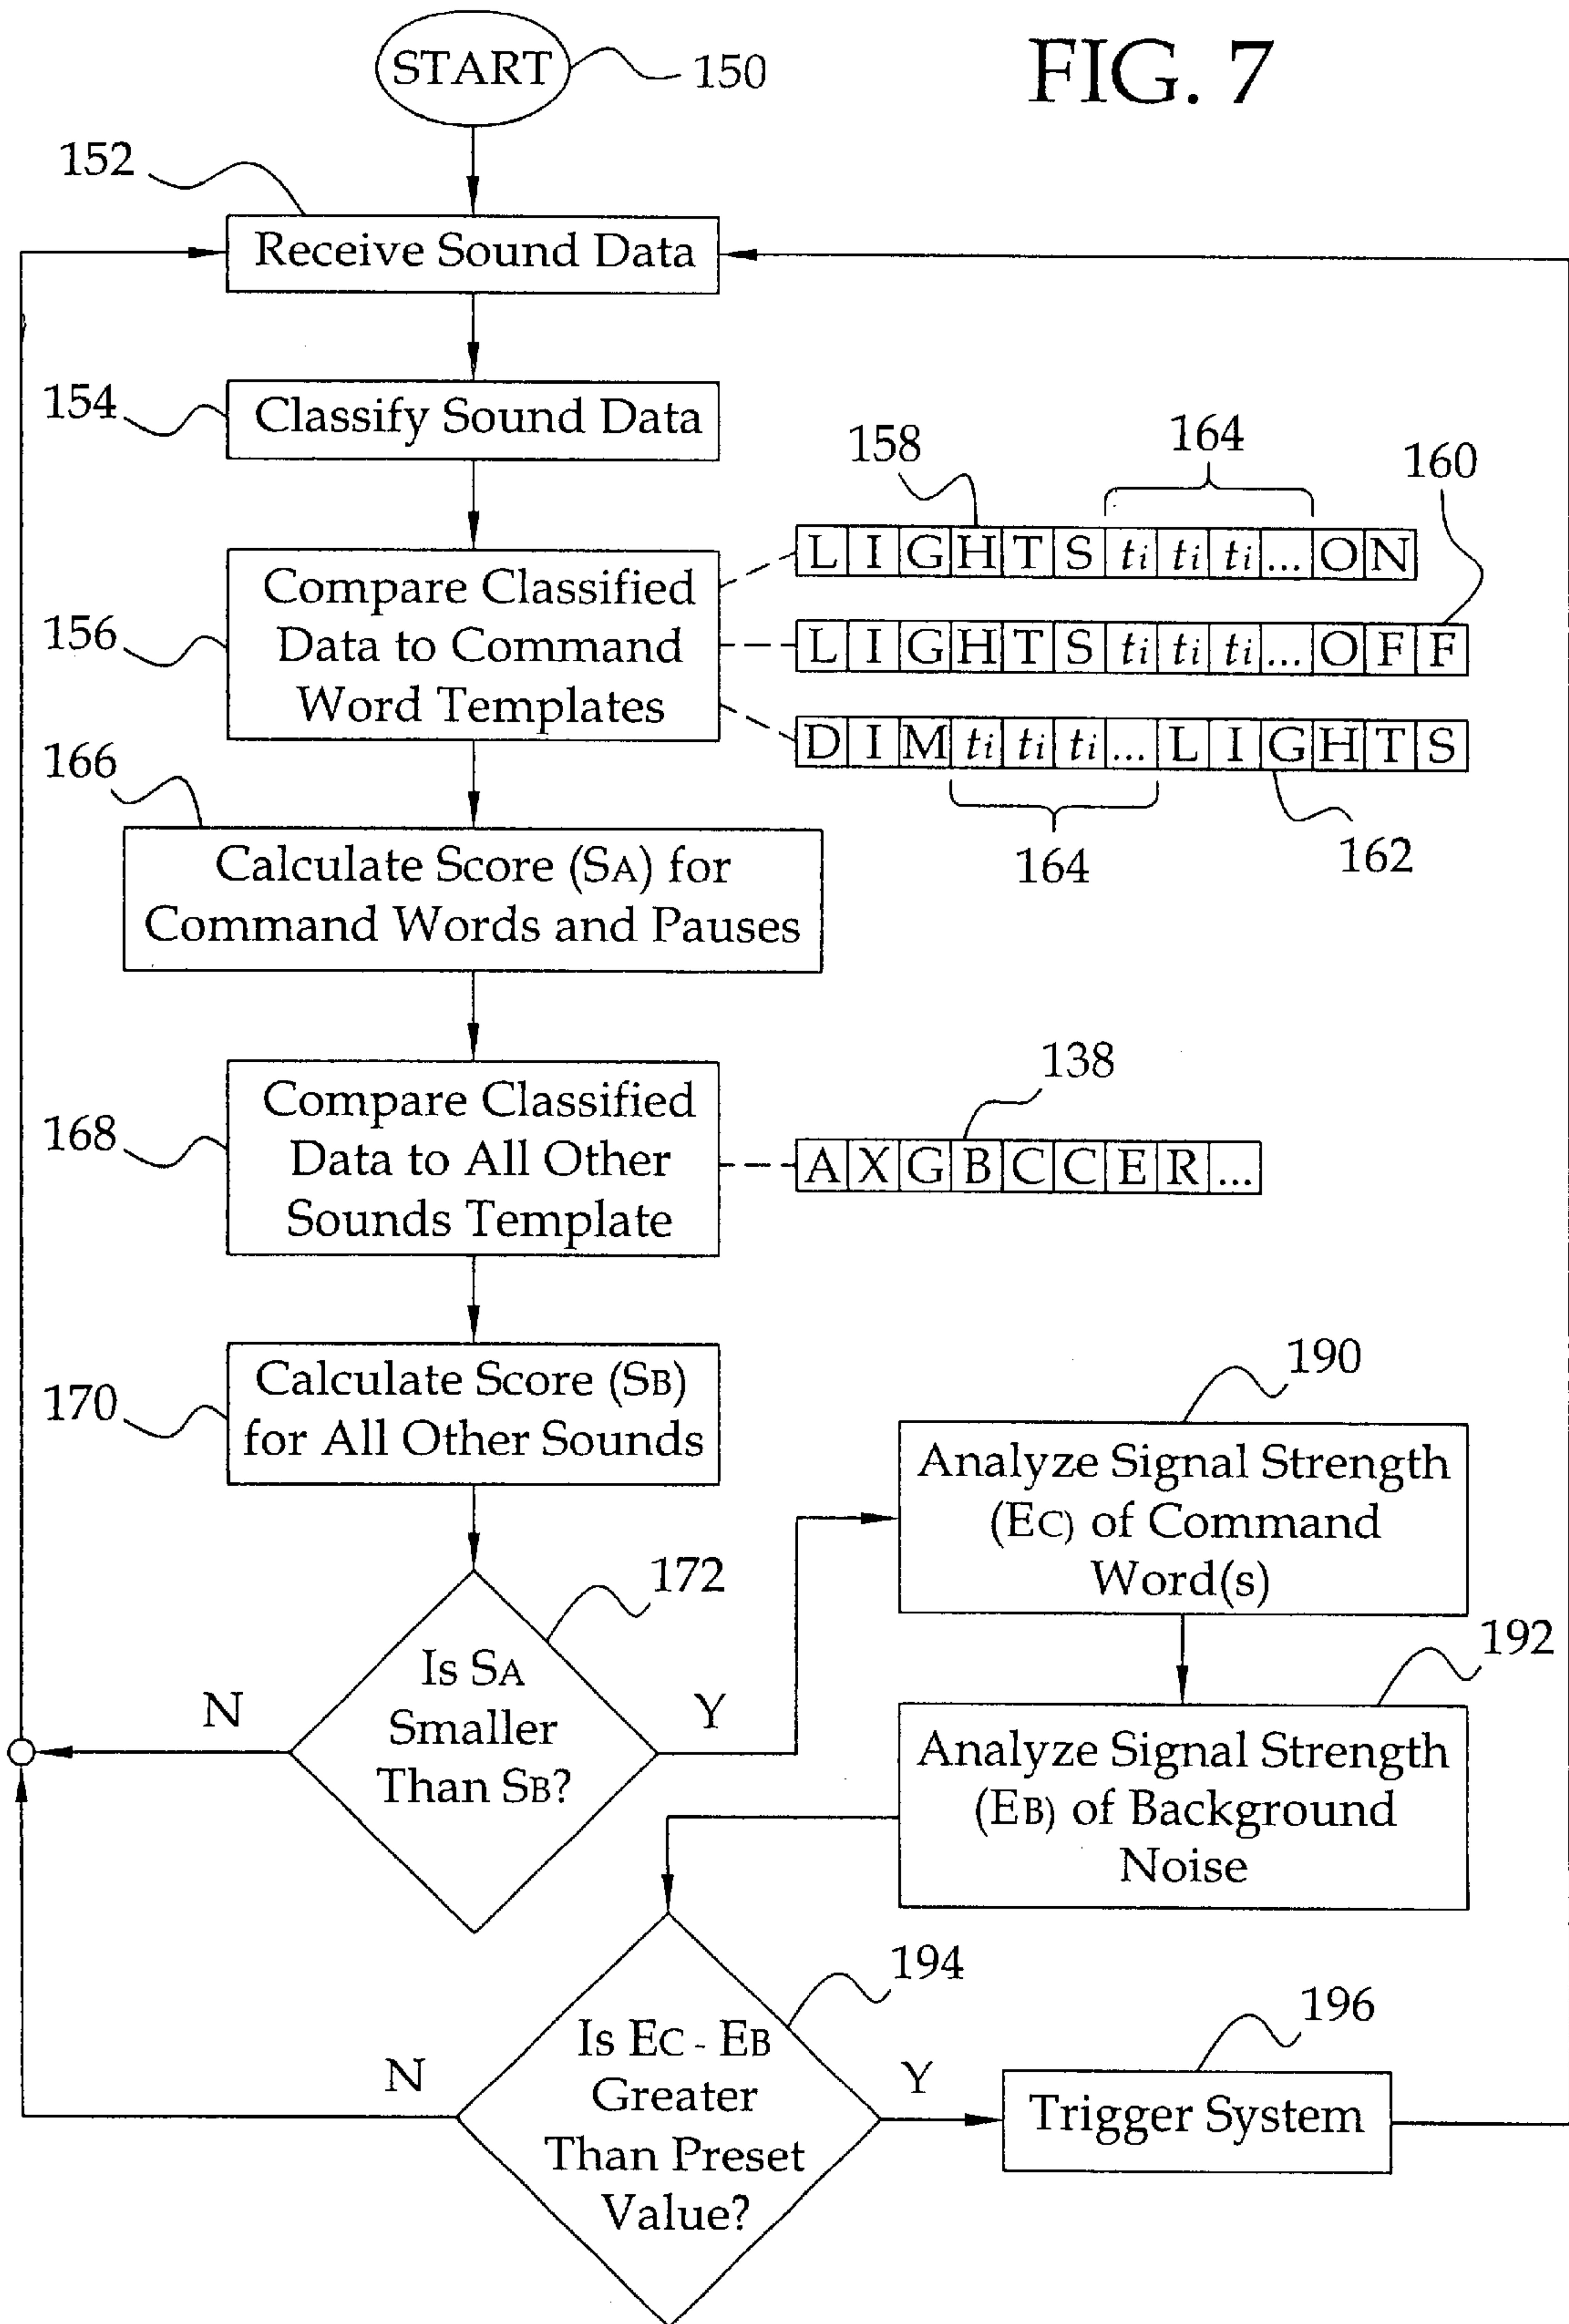 FIG. 7
START
150
152
Receive Sound Data
154
Classify Sound Data
158
164
160
L I G H T S ti ti ti ... O N
156
Compare Classified
Data to Command
Word Templates
L I G H T S ti ti ti ... O F F
D I M ti ti ti ... L I G H T S
164
162
166
Calculate Score (SA) for
Command Words and Pauses
138
168
Compare Classified
Data to All Other
Sounds Template
A X G B C C E R ...
170
Calculate Score (SB)
for All Other Sounds
190
Analyze Signal Strength
(EC) of Command
Word(s)
172
Is SA
Smaller
Than SB?
N
Y
192
Analyze Signal Strength
(EB) of Background
Noise
194
Is EC - EB
Greater
Than Preset
Value?
N
Y
196
Trigger System